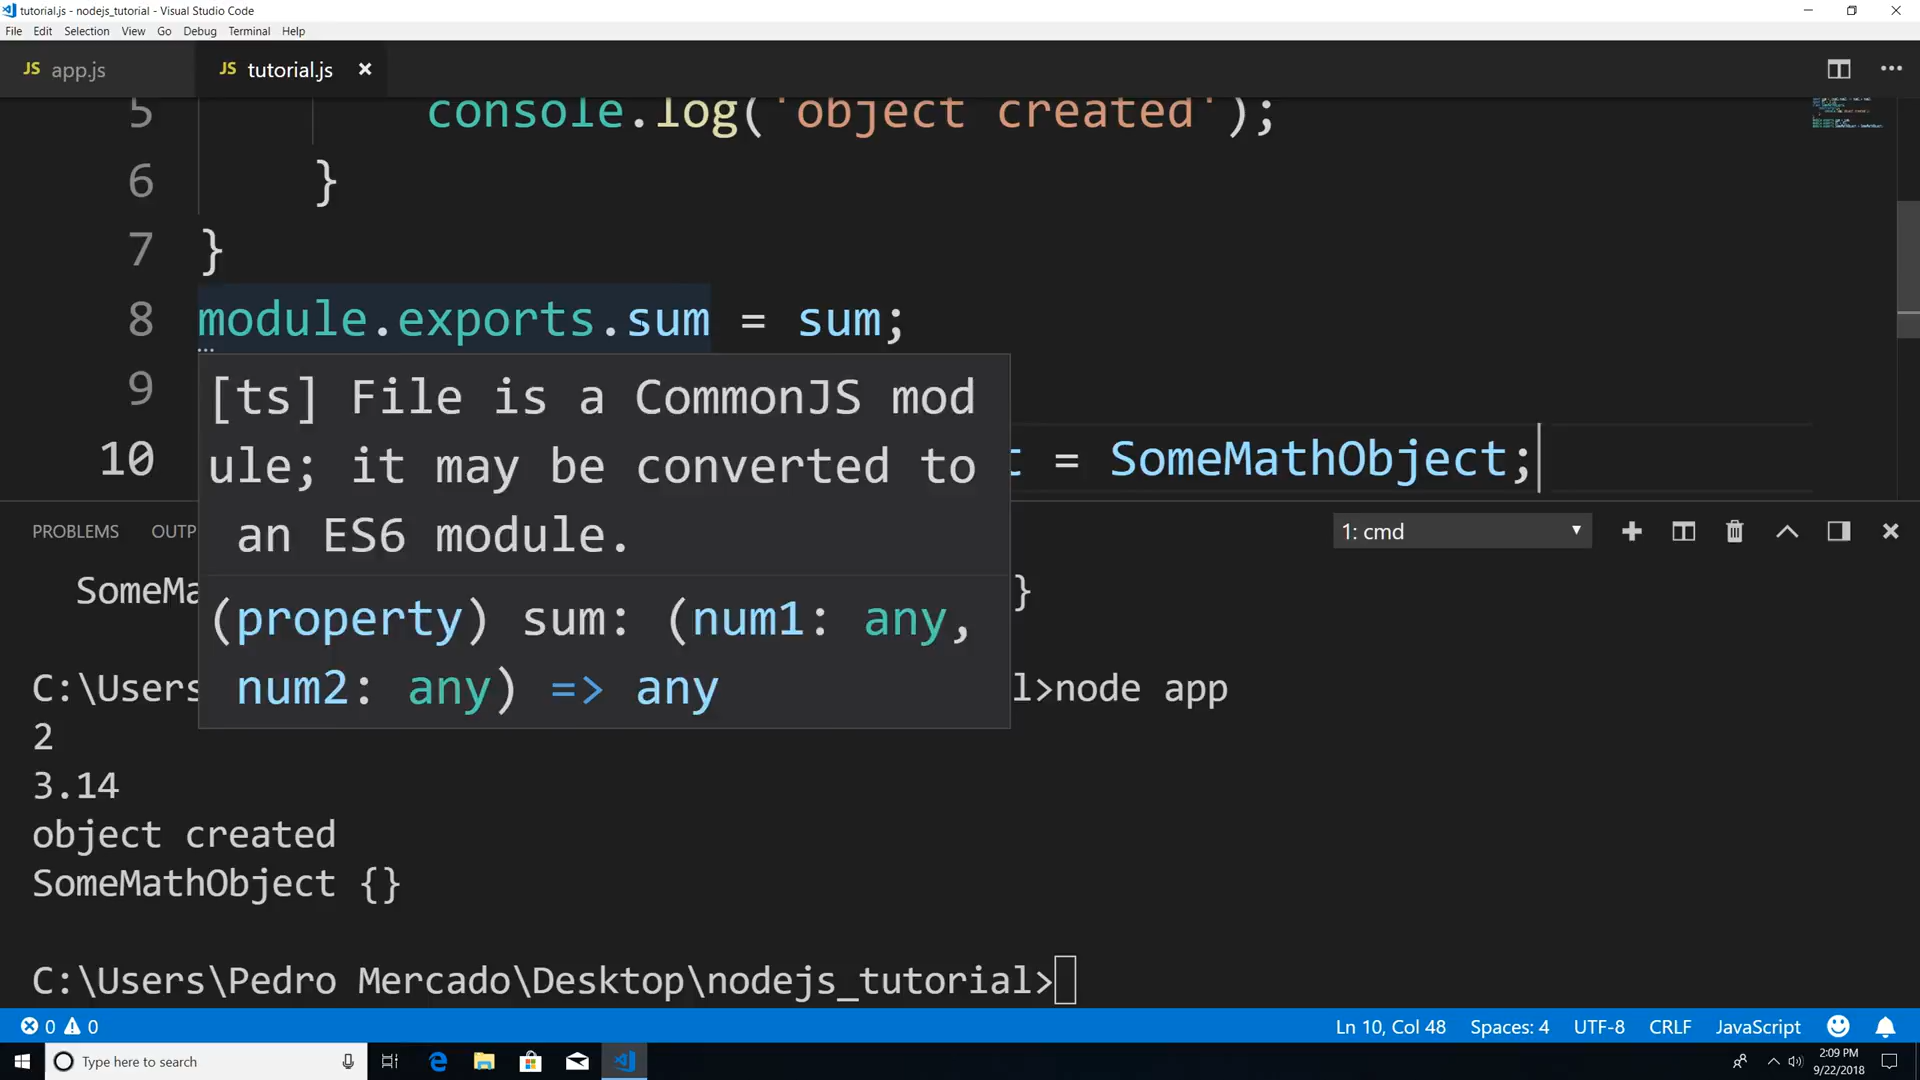 tutorial.js - nodejs_tutorial - Visual Studio Code
File Edit Selection View Go Debug Terminal Help
JS app.js JS tutorial.js
5 console.log('object created');
6 }
7 }
8 module.exports.sum = sum;
9
10 t = SomeMathObject;
[ts] File is a CommonJS mod
ule; it may be converted to
an ES6 module.
(property) sum: (num1: any,
num2: any) => any
PROBLEMS OUTP 1: cmd
SomeMa }
C:\Users l>node app
2
3.14
object created
SomeMathObject {}
C:\Users\Pedro Mercado\Desktop\nodejs_tutorial>
0 0 Ln 10, Col 48 Spaces: 4 UTF-8 CRLF JavaScript
Type here to search 2:09 PM
9/22/2018